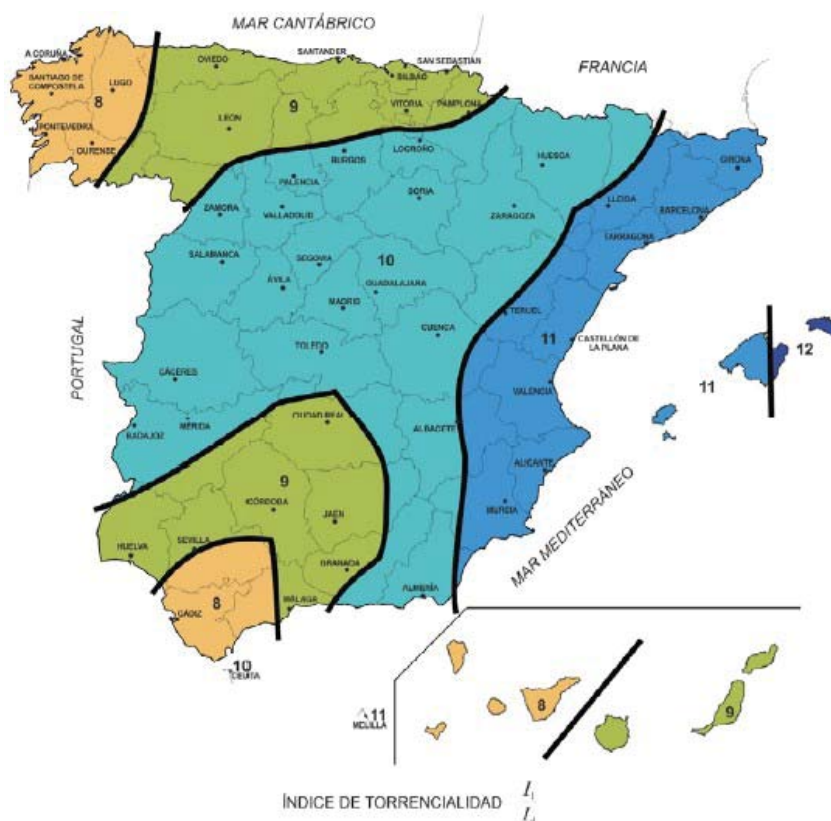 MAR CANTÁBRICO
A CORUÑA
OVIEDO
SANTANDER
SAN SEBASTIÁN
FRANCIA
BILBAO
SANTIAGO DE COMPOSTELA
LUGO
8
9
VITORIA
PAMPLONA
LEON
PONTEVEDRA
OURENSE
LOGROÑO
BURGOS
HUESCA
GIRONA
PALENCIA
SORIA
LLEIDA
ZAMORA
VALLADOLID
ZARAGOZA
BARCELONA
TARRAGONA
SALAMANCA
SEGOVIA
10
ÁVILA
GUADALAJARA
MADRID
TERUEL
CUENCA
11
CASTELLÓN
DE LA PLANA
12
TOLEDO
PORTUGAL
CÁCERES
VALENCIA
11
CIUDAD REAL
ALBACETE
BADAJOZ
MÉRIDA
ALICANTE
9
CÓRDOBA
JAEN
MURCIA
MAR MEDITERRÁNEO
HUELVA
SEVILLA
GRANADA
ALMERÍA
CÁDIZ
8
MÁLAGA
10
CEUTA
11
MELILLA
8
9
ÍNDICE DE TORRENCIALIDAD